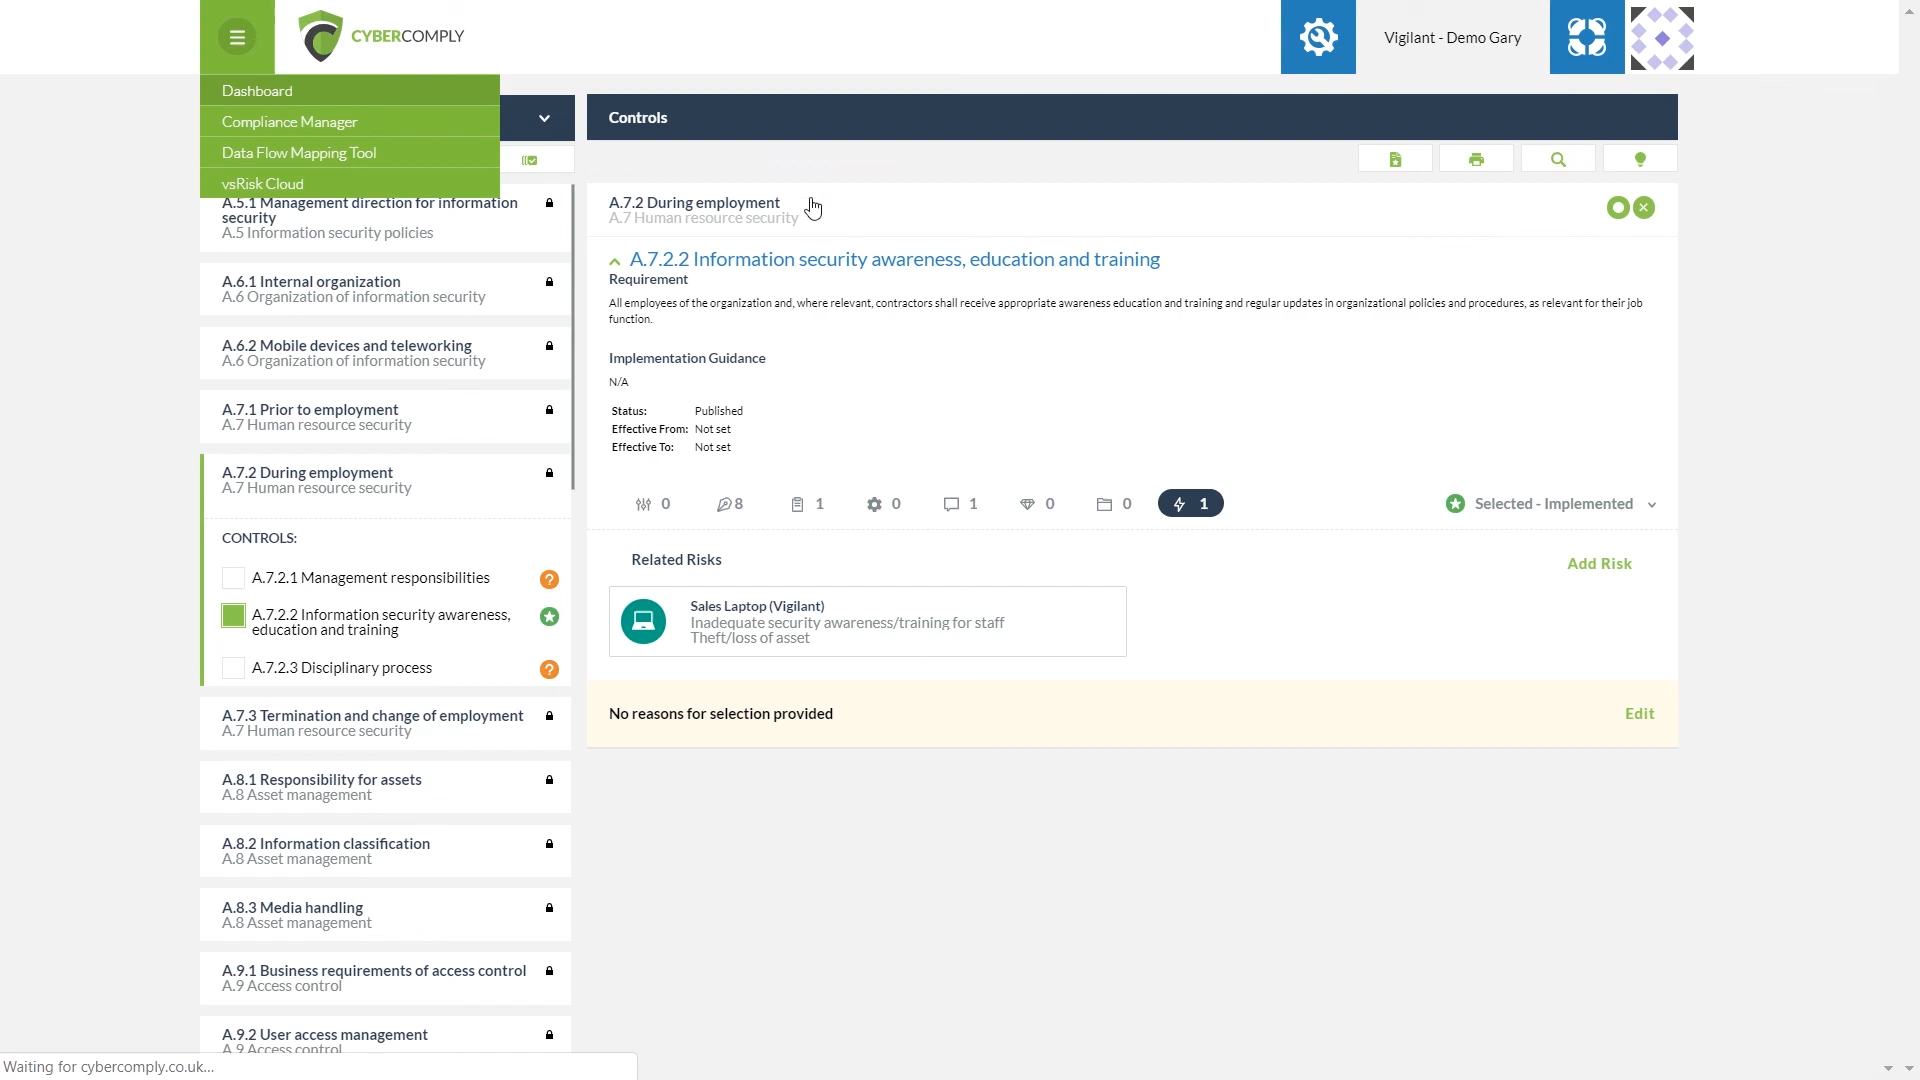 CYBERCOMPLY
Vigilant - Demo Gary
Dashboard
Compliance Manager
Data Flow Mapping Tool
vsRisk Cloud
A.5.1 Management direction for information
security
A.5 Information security policies
A.6.1 Internal organization
A.6 Organization of information security
A.6.2 Mobile devices and teleworking
A.6 Organization of information security
A.7.1 Prior to employment
A.7 Human resource security
A.7.2 During employment
A.7 Human resource security
CONTROLS:
A.7.2.1 Management responsibilities
A.7.2.2 Information security awareness,
education and training
A.7.2.3 Disciplinary process
A.7.3 Termination and change of employment
A.7 Human resource security
A.8.1 Responsibility for assets
A.8 Asset management
A.8.2 Information classification
A.8 Asset management
A.8.3 Media handling
A.8 Asset management
A.9.1 Business requirements of access control
A.9 Access control
A.9.2 User access management
A.9 Access control
Controls
A.7.2 During employment
A.7 Human resource security
A.7.2.2 Information security awareness, education and training
Requirement
All employees of the organization and, where relevant, contractors shall receive appropriate awareness education and training and regular updates in organizational policies and procedures, as relevant for their job
function.
Implementation Guidance
N/A
Status: Published
Effective From: Not set
Effective To: Not set
0 8 1 0 1 0 0 1 Selected - Implemented
Related Risks Add Risk
Sales Laptop (Vigilant)
Inadequate security awareness/training for staff
Theft/loss of asset
No reasons for selection provided Edit
Waiting for cybercomply.co.uk...